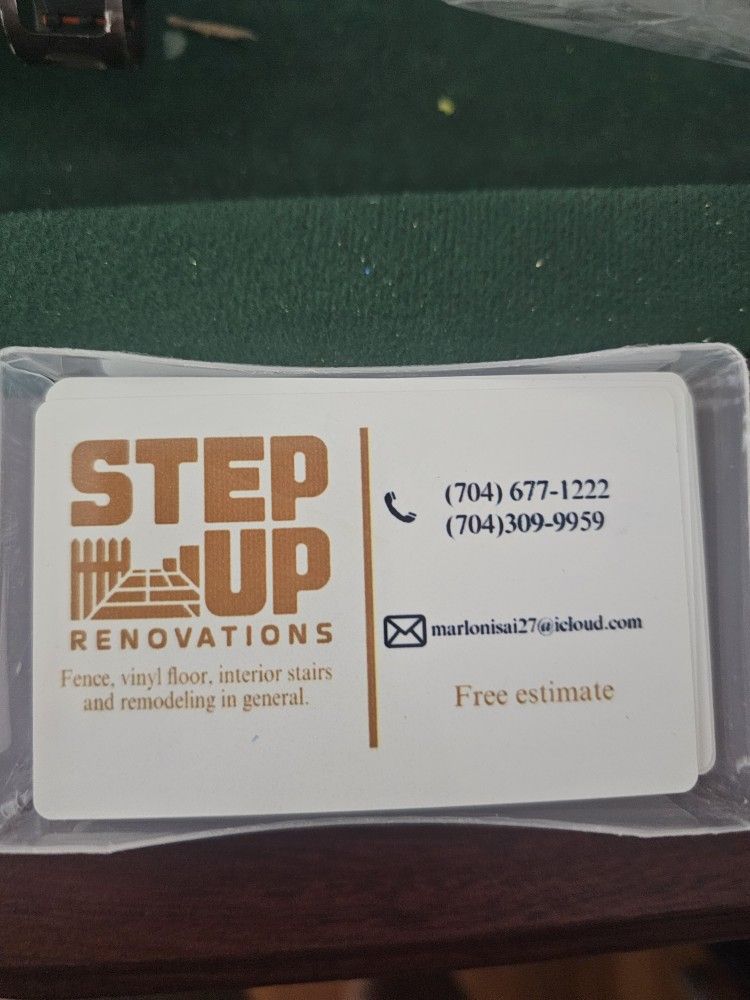 STEP
UP
RENOVATIONS
Fence, vinyl floor, interior stairs
and remodeling in general.
(704) 677-1222
(704)309-9959
marlonisai27@icloud.com
Free estimate